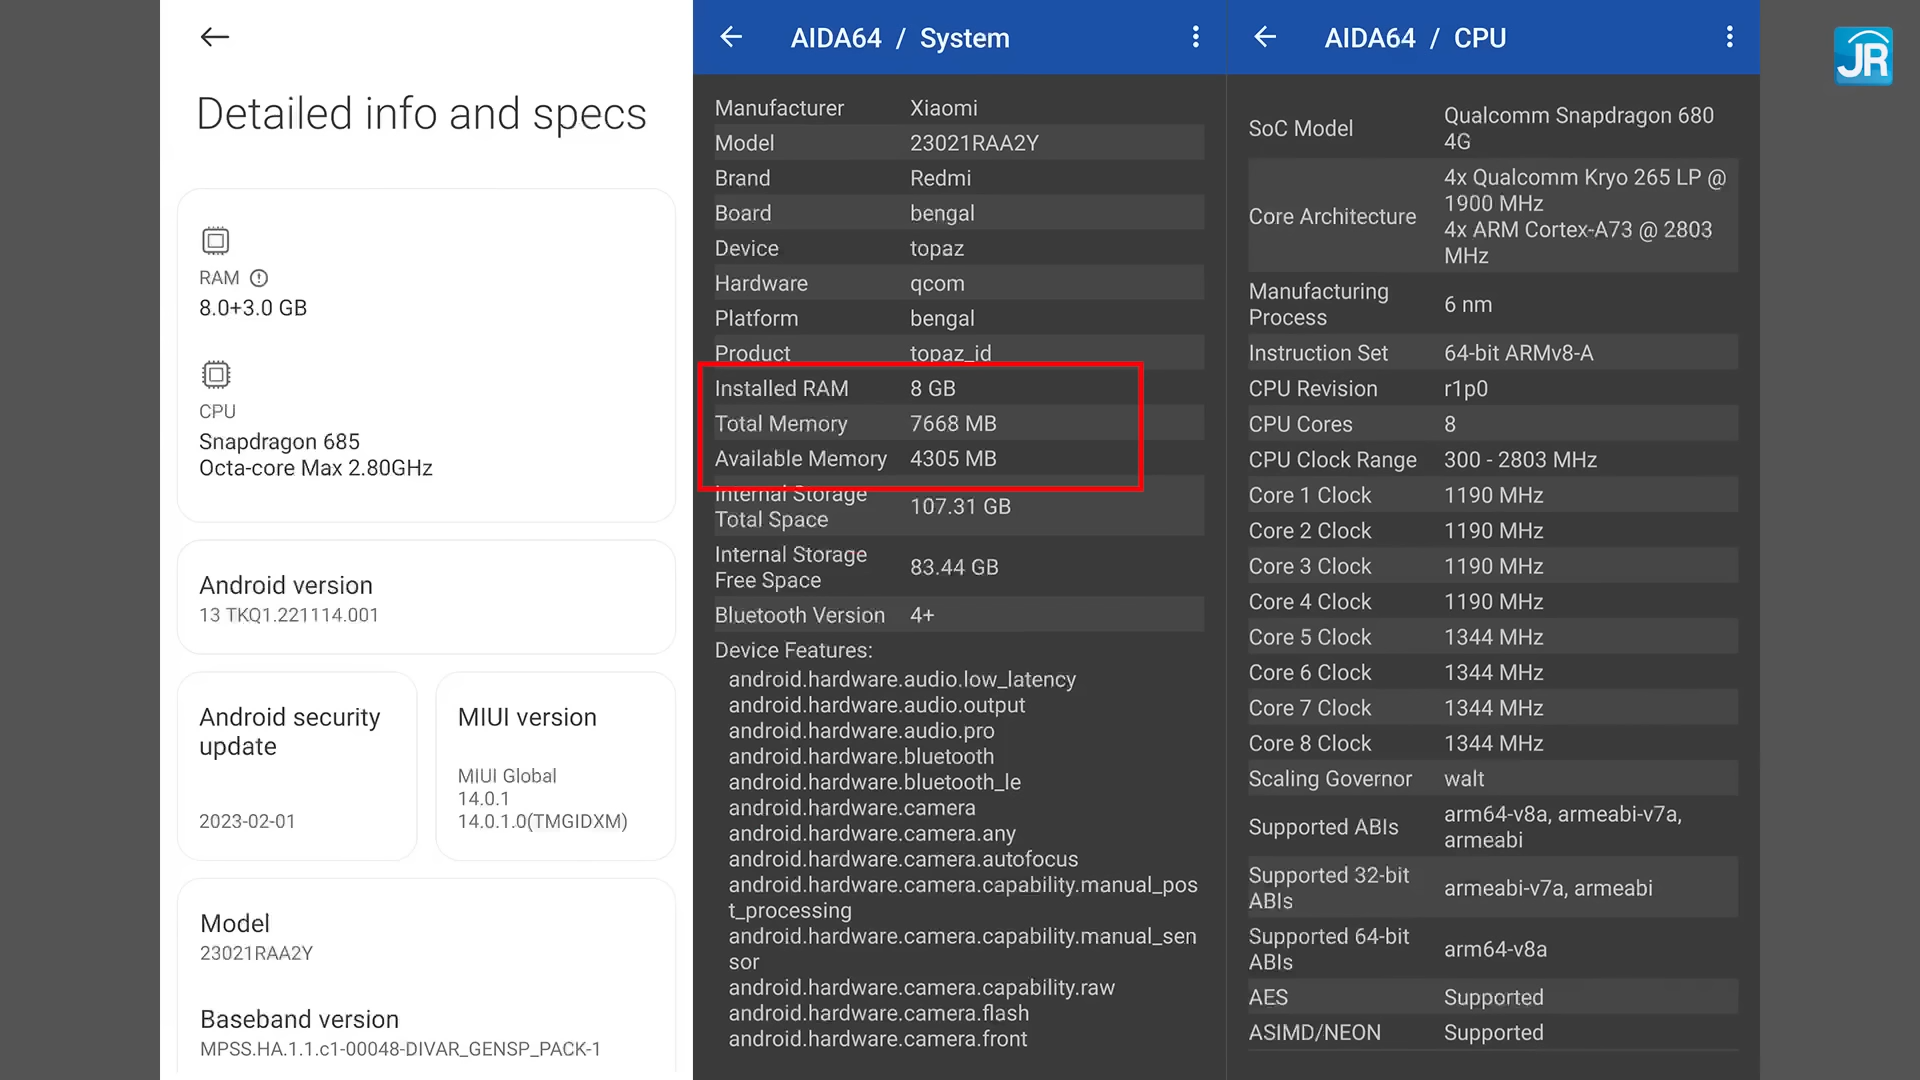 Detailed info and specs
RAM
8.0+3.0 GB
CPU
Snapdragon 685
Octa-core Max 2.80GHz
Android version
13 TKQ1.221114.001
Android security
update
2023-02-01
MIUI version
MIUI Global
14.0.1
14.0.1.0(TMGIDXM)
Model
23021RAA2Y
Baseband version
MPSS.HA.1.1.c1-00048-DIVAR_GENSP_PACK-1
AIDA64 / System
Manufacturer Xiaomi
Model 23021RAA2Y
Brand Redmi
Board bengal
Device topaz
Hardware qcom
Platform bengal
Product topaz_id
Installed RAM 8 GB
Total Memory 7668 MB
Available Memory 4305 MB
Internal Storage
Total Space 107.31 GB
Internal Storage
Free Space 83.44 GB
Bluetooth Version 4+
Device Features:
android.hardware.audio.low_latency
android.hardware.audio.output
android.hardware.audio.pro
android.hardware.bluetooth
android.hardware.bluetooth_le
android.hardware.camera
android.hardware.camera.any
android.hardware.camera.autofocus
android.hardware.camera.capability.manual_pos
t_processing
android.hardware.camera.capability.manual_sen
sor
android.hardware.camera.capability.raw
android.hardware.camera.flash
android.hardware.camera.front
AIDA64 / CPU
SoC Model Qualcomm Snapdragon 680
4G
Core Architecture 4x Qualcomm Kryo 265 LP @
1900 MHz
4x ARM Cortex-A73 @ 2803
MHz
Manufacturing
Process 6 nm
Instruction Set 64-bit ARMv8-A
CPU Revision r1p0
CPU Cores 8
CPU Clock Range 300 - 2803 MHz
Core 1 Clock 1190 MHz
Core 2 Clock 1190 MHz
Core 3 Clock 1190 MHz
Core 4 Clock 1190 MHz
Core 5 Clock 1344 MHz
Core 6 Clock 1344 MHz
Core 7 Clock 1344 MHz
Core 8 Clock 1344 MHz
Scaling Governor walt
Supported ABIs arm64-v8a, armeabi-v7a,
armeabi
Supported 32-bit
ABIs armeabi-v7a, armeabi
Supported 64-bit
ABIs arm64-v8a
AES Supported
ASIMD/NEON Supported
JR